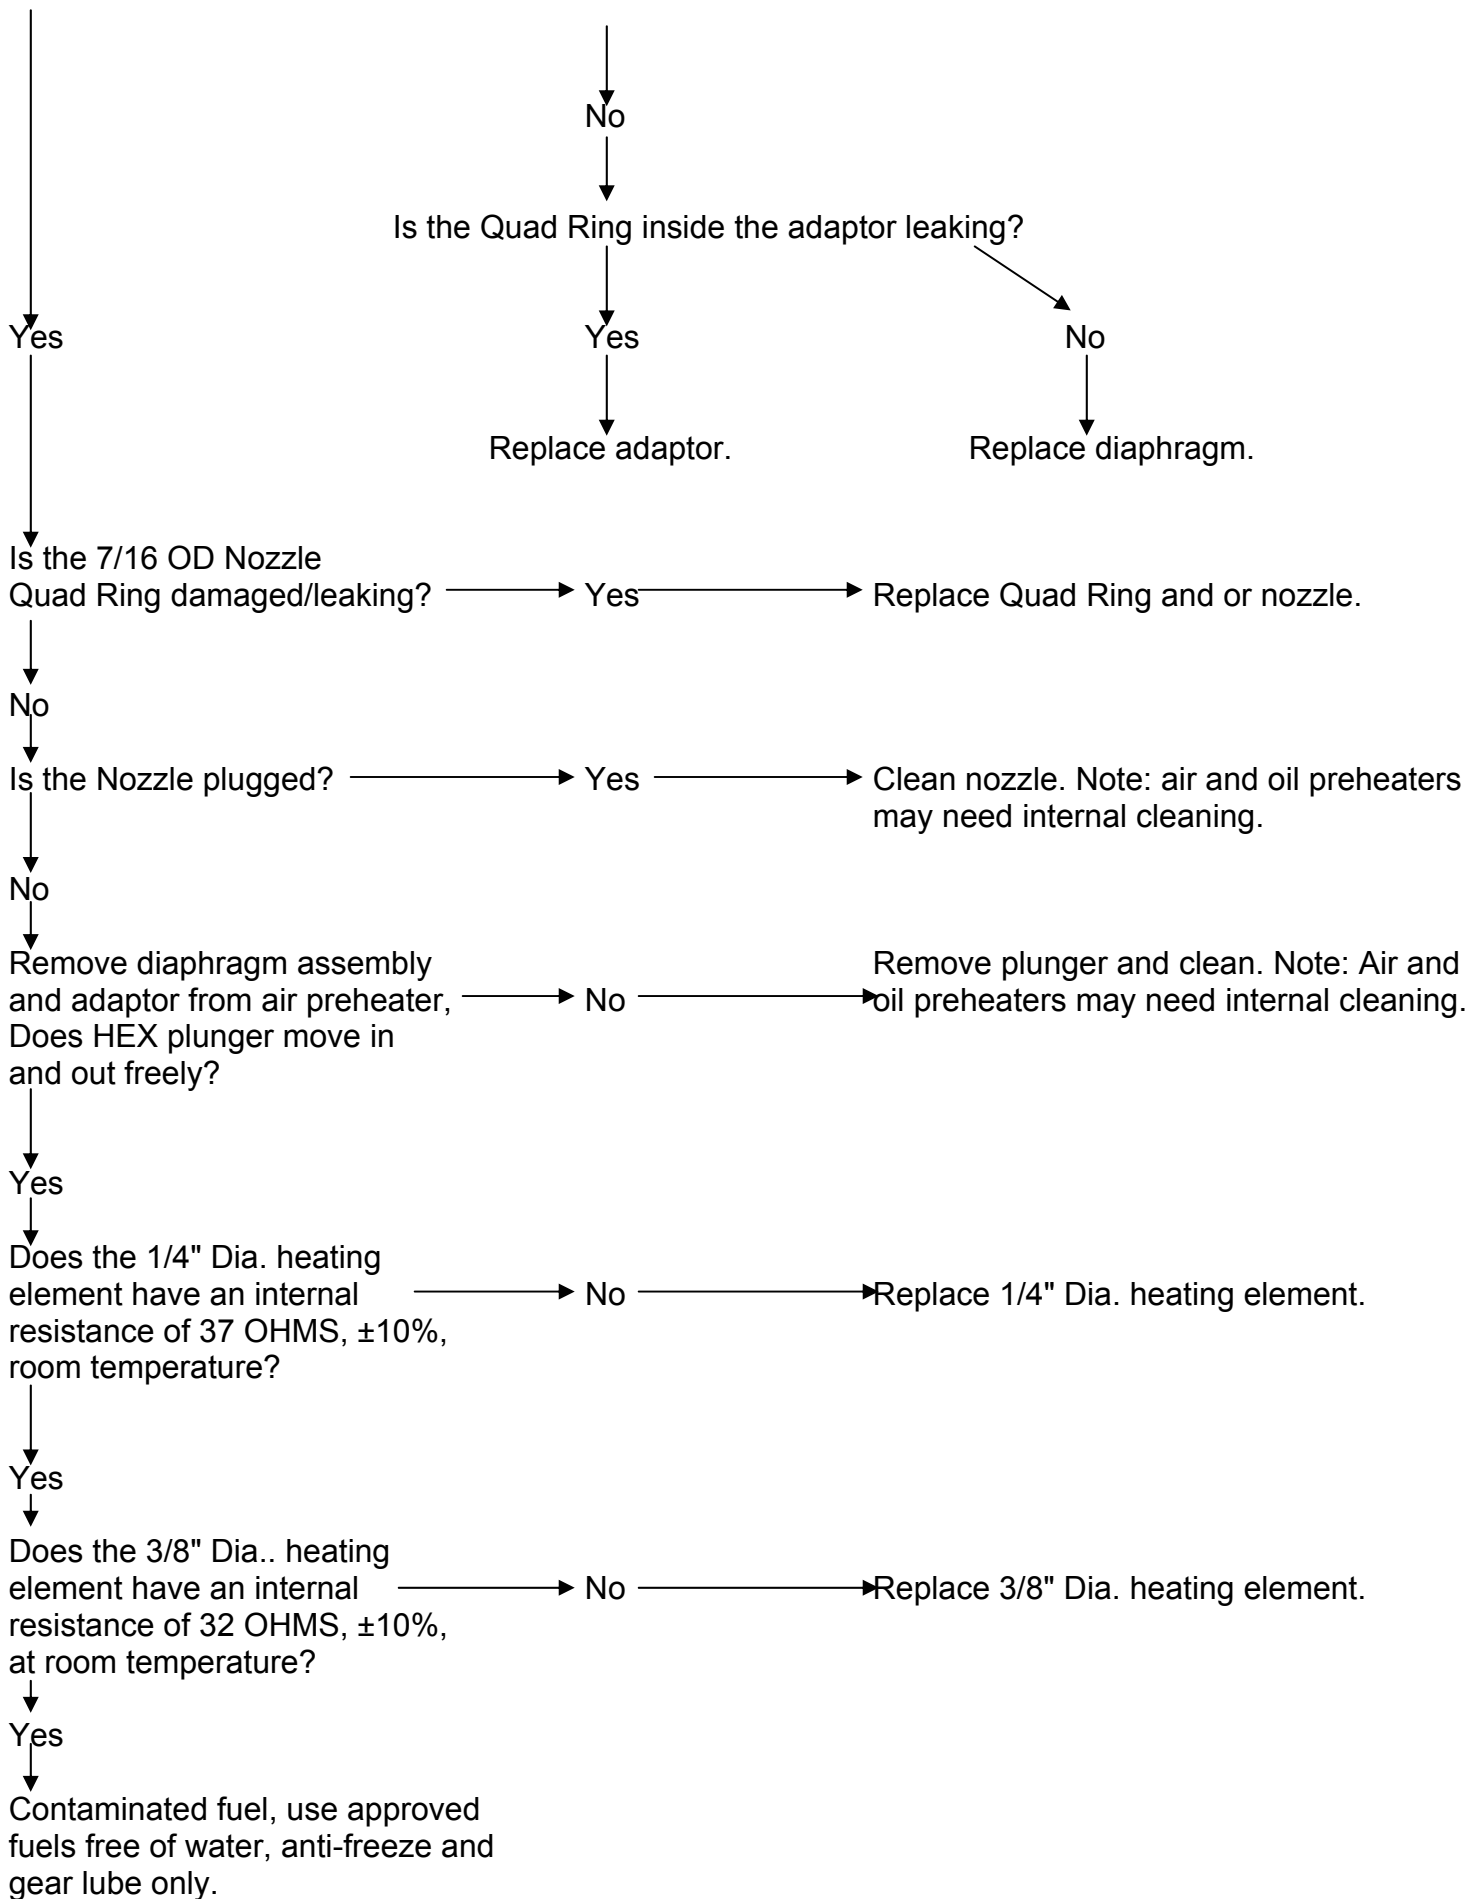 No
Is the Quad Ring inside the adaptor leaking?
Yes
Yes
No
Replace adaptor.
Replace diaphragm.
Is the 7/16 OD Nozzle
Quad Ring damaged/leaking?
Yes
Replace Quad Ring and or nozzle.
No
Is the Nozzle plugged?
Yes
Clean nozzle. Note: air and oil preheaters
may need internal cleaning.
No
Remove diaphragm assembly
and adaptor from air preheater,
Does HEX plunger move in
and out freely?
No
Remove plunger and clean. Note: Air and
oil preheaters may need internal cleaning.
Yes
Does the 1/4" Dia. heating
element have an internal
resistance of 37 OHMS, ±10%,
room temperature?
No
Replace 1/4" Dia. heating element.
Yes
Does the 3/8" Dia.. heating
element have an internal
resistance of 32 OHMS, ±10%,
at room temperature?
No
Replace 3/8" Dia. heating element.
Yes
Contaminated fuel, use approved
fuels free of water, anti-freeze and
gear lube only.